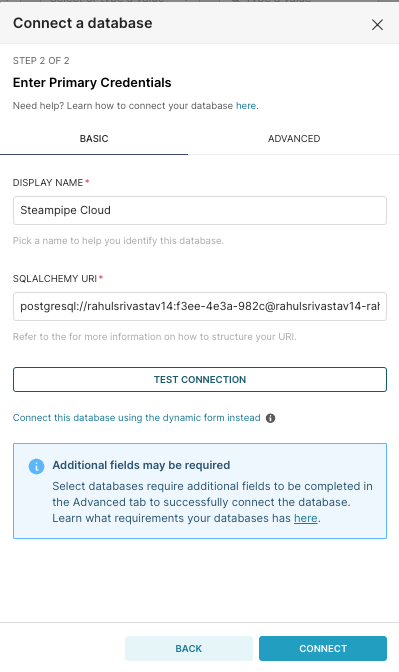 Connect a database
STEP 2 OF 2
Enter Primary Credentials
Need help? Learn how to connect your database here.
BASIC
ADVANCED
DISPLAY NAME*
Steampipe Cloud
Pick a name to help you identify this database.
SQLALCHEMY URI*
postgresql://rahulsrivastav14:f3ee-4e3a-982c@rahulsrivastav14-rah
Refer to the for more information on how to structure your URI.
TEST CONNECTION
Connect this database using the dynamic form instead
Additional fields may be required
Select databases require additional fields to be completed in
the Advanced tab to successfully connect the database.
Learn what requirements your databases has here.
BACK
CONNECT